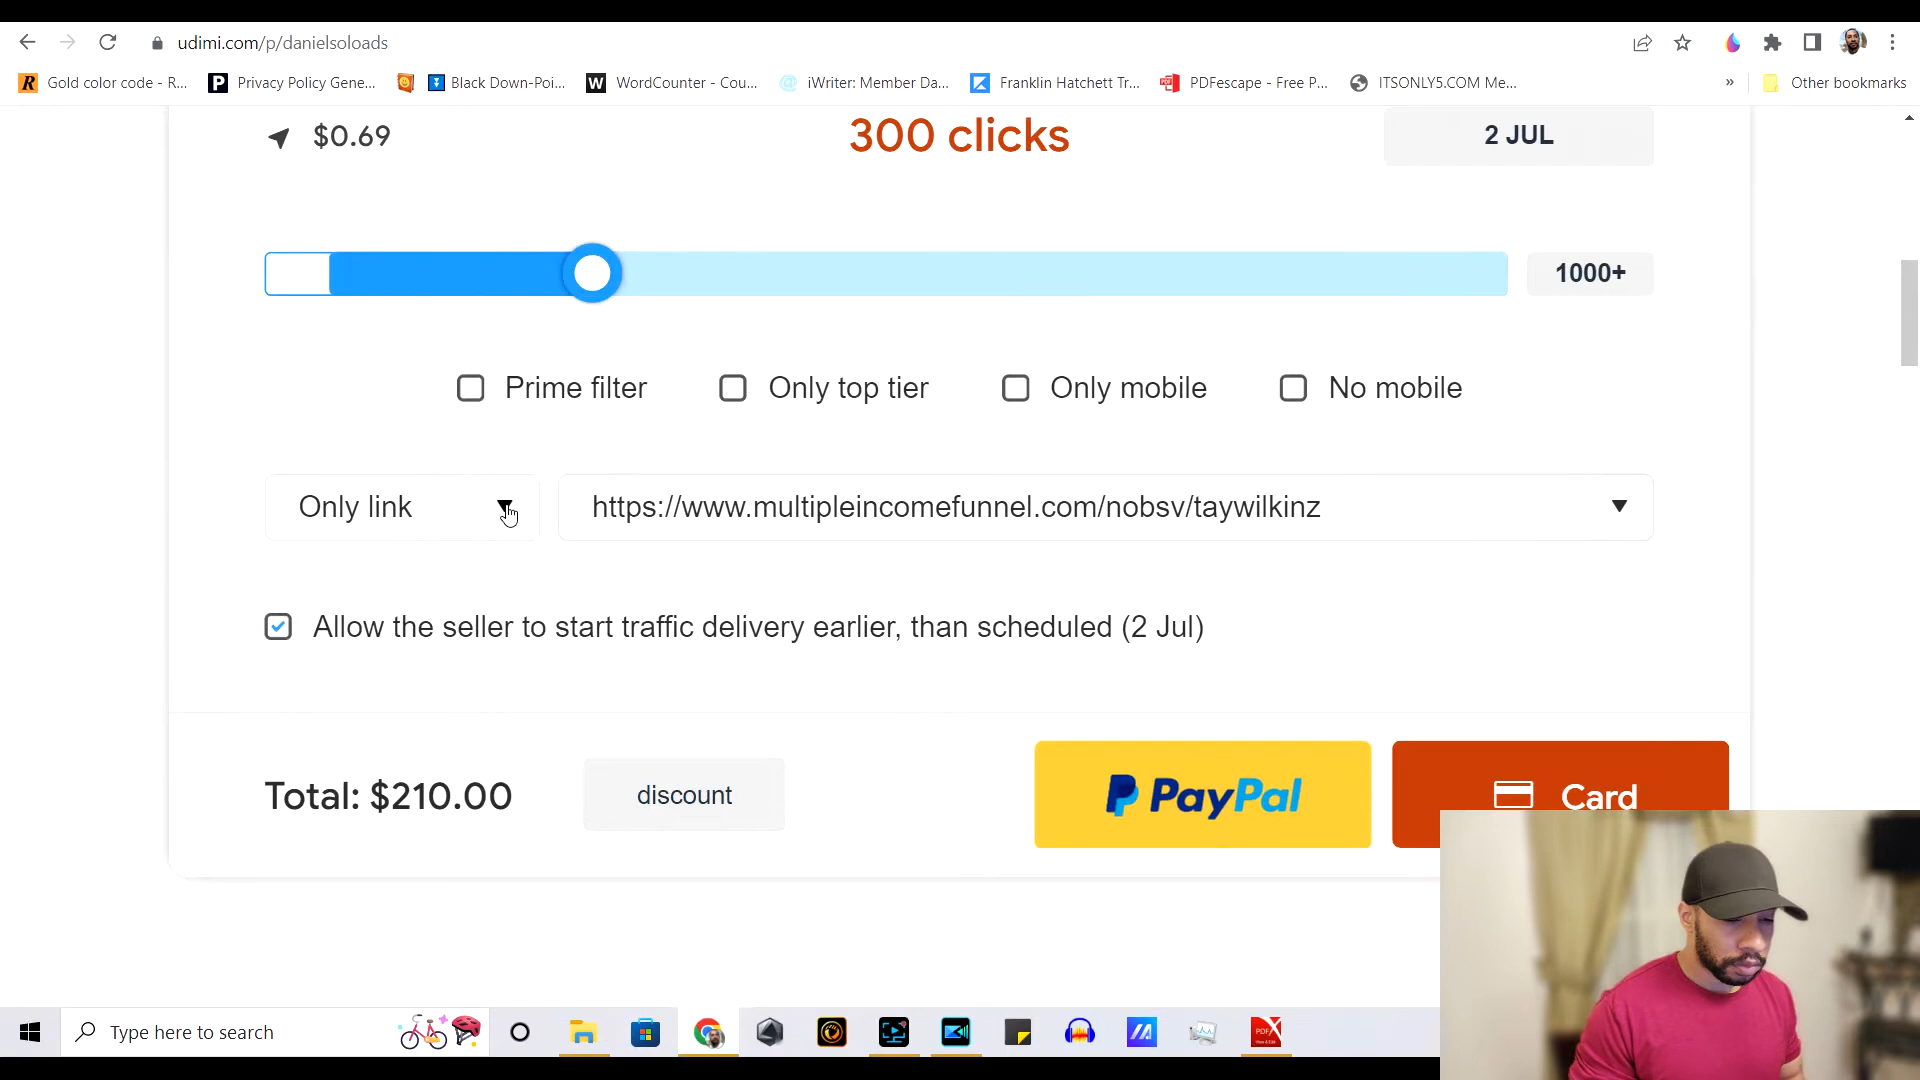 udimi.com/p/danielsoloads
Gold color code - R...
Privacy Policy Gene...
Black Down-Poi...
WordCounter - Cou...
iWriter: Member Da...
Franklin Hatchett Tr...
PDFescape - Free P...
ITSONLY5.COM Me...
»
Other bookmarks
$0.69
300 clicks
2 JUL
1000+
Prime filter
Only top tier
Only mobile
No mobile
Only link
https://www.multipleincomefunnel.com/nobsv/taywilkinz
Allow the seller to start traffic delivery earlier, than scheduled (2 Jul)
Total: $210.00
discount
PayPal
Card
Type here to search